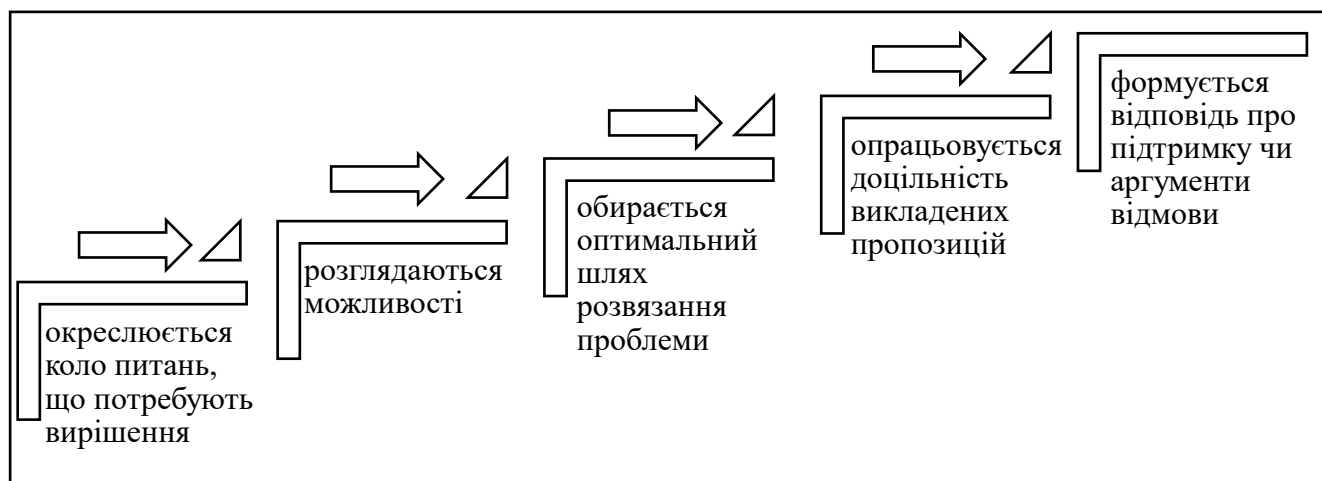 окреслюється
коло питань,
що потребують
вирішення
розглядаються
можливості
обирається
оптимальний
шлях
розвязання
проблеми
опрацьовується
доцільність
викладених
пропозицій
формується
відповідь про
підтримку чи
аргументи
відмови